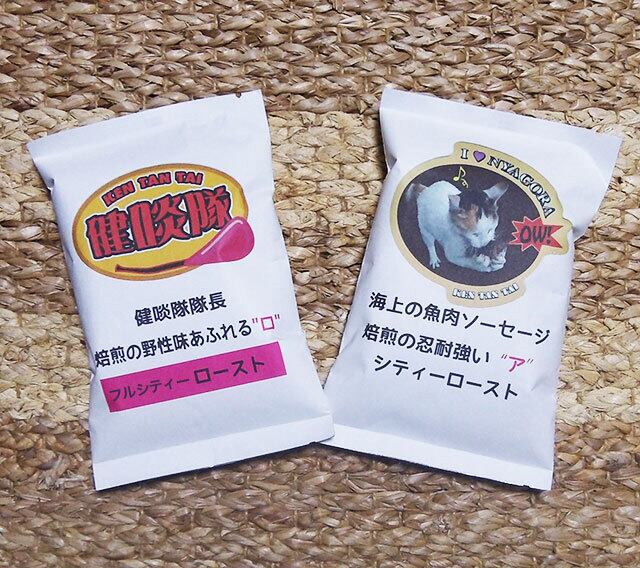 KEN TAN TAI
健啖隊
健啖隊隊長
焙煎の野性味あふれる"ロ"
フルシティーロースト
I ♥ NYAGORA
OW!
KEN TAN TAI
海上の魚肉ソーセージ
焙煎の忍耐強い "ア"
シティーロースト